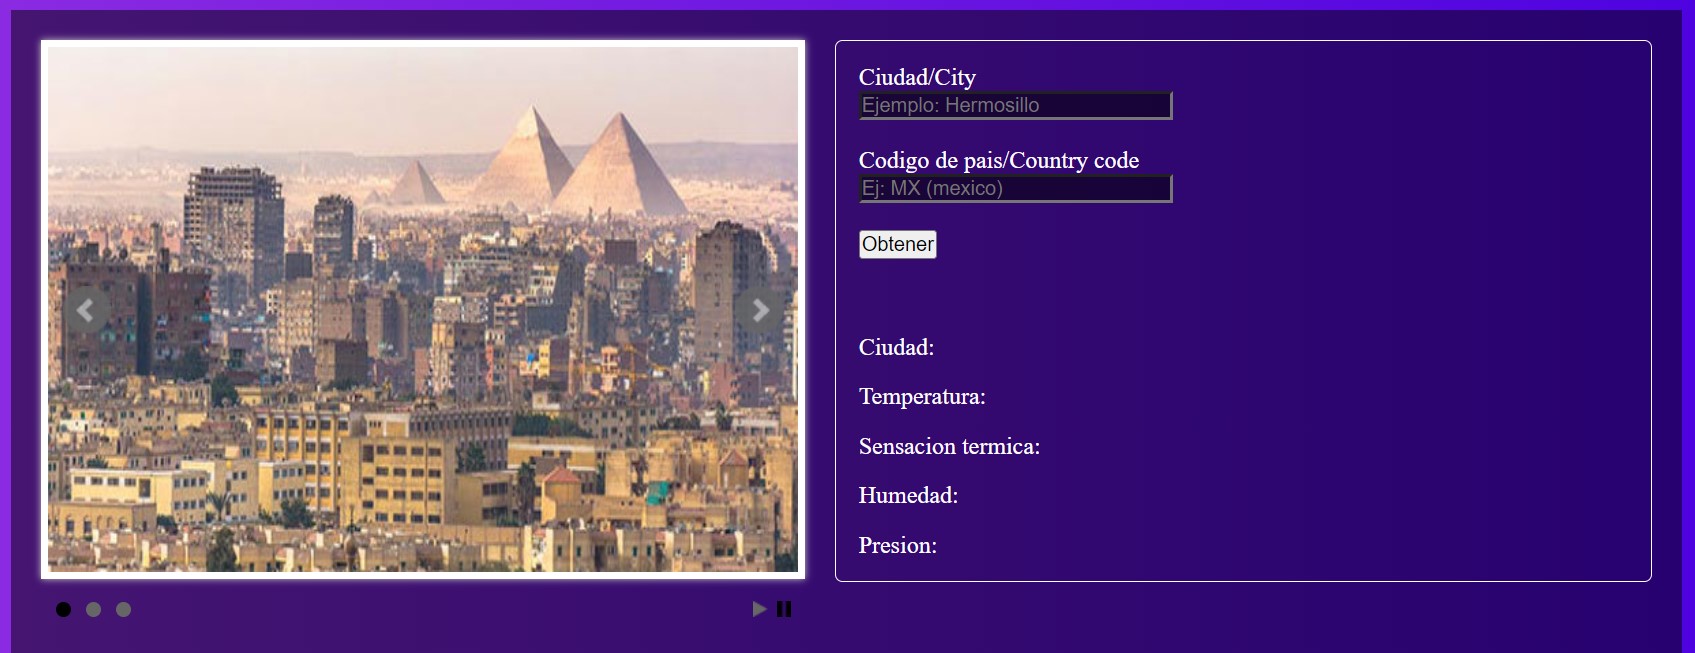 Ciudad/City
Ejemplo: Hermosillo
Codigo de pais/Country code
Ej: MX (mexico)
Obtener
Ciudad:
Temperatura:
Sensacion termica:
Humedad:
Presion: